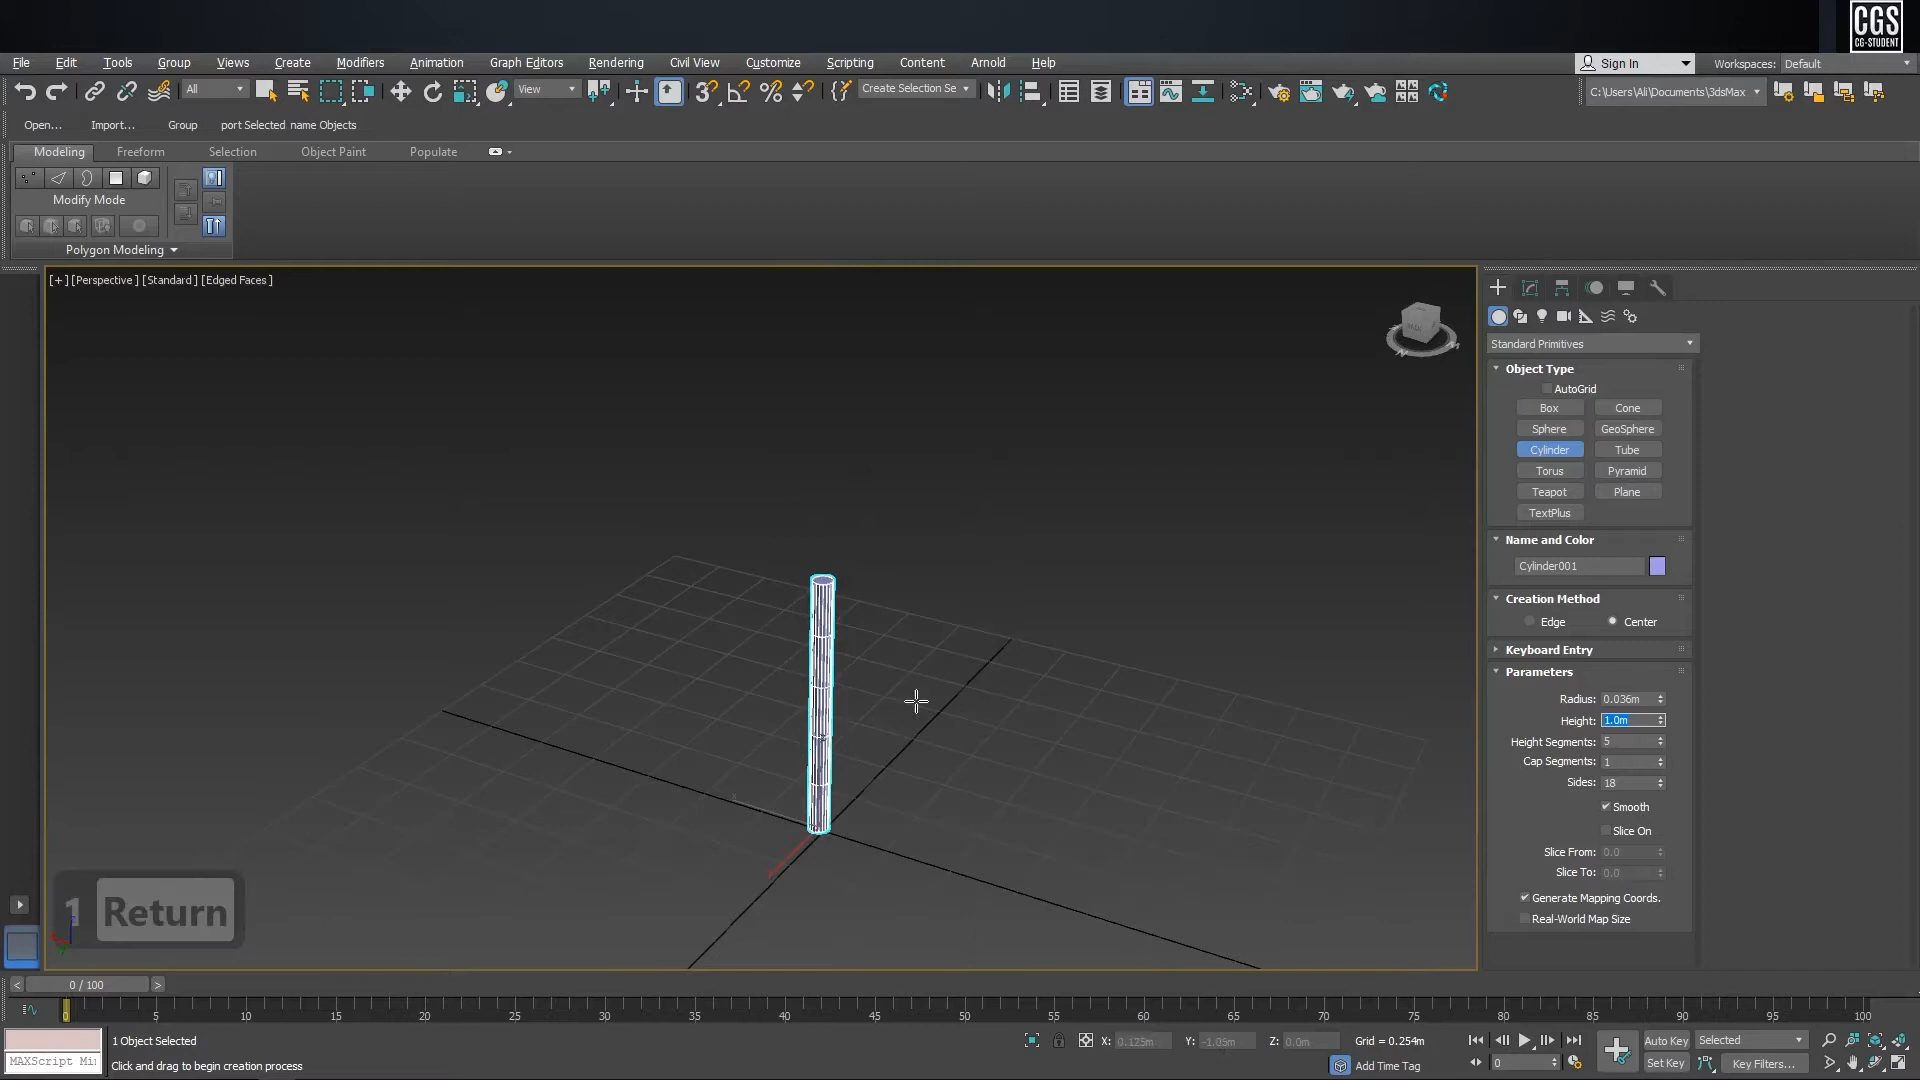 CGS
CG-STUDENT
File Edit Tools Group Views Create Modifiers Animation Graph Editors Rendering Civil View Customize Scripting Content Arnold Help
Sign In Workspaces: Default
All View Create Selection Se C:\Users\Ali\Documents\3dsMax
Open... Import... Group port Selected name Objects
Modeling Freeform Selection Object Paint Populate
Modify Mode
Polygon Modeling
[+] [Perspective] [Standard] [Edged Faces]
Standard Primitives
Object Type
AutoGrid
Box Cone
Sphere GeoSphere
Cylinder Tube
Torus Pyramid
Teapot Plane
TextPlus
Name and Color
Cylinder001
Creation Method
Edge Center
Keyboard Entry
Parameters
Radius: 0.036m
Height: 1.0m
Height Segments: 5
Cap Segments: 1
Sides: 18
Smooth
Slice On
Slice From: 0.0
Slice To: 0.0
Generate Mapping Coords.
Real-World Map Size
1 Return
< 0 / 100 >
0 5 10 15 20 25 30 35 40 45 50 55 60 65 70 75 80 85 90 95 100
1 Object Selected X: 0.125m Y: -1.05m Z: 0.0m Grid = 0.254m Auto Key Selected
MAXScript Mi Click and drag to begin creation process Add Time Tag 0 Set Key Key Filters...